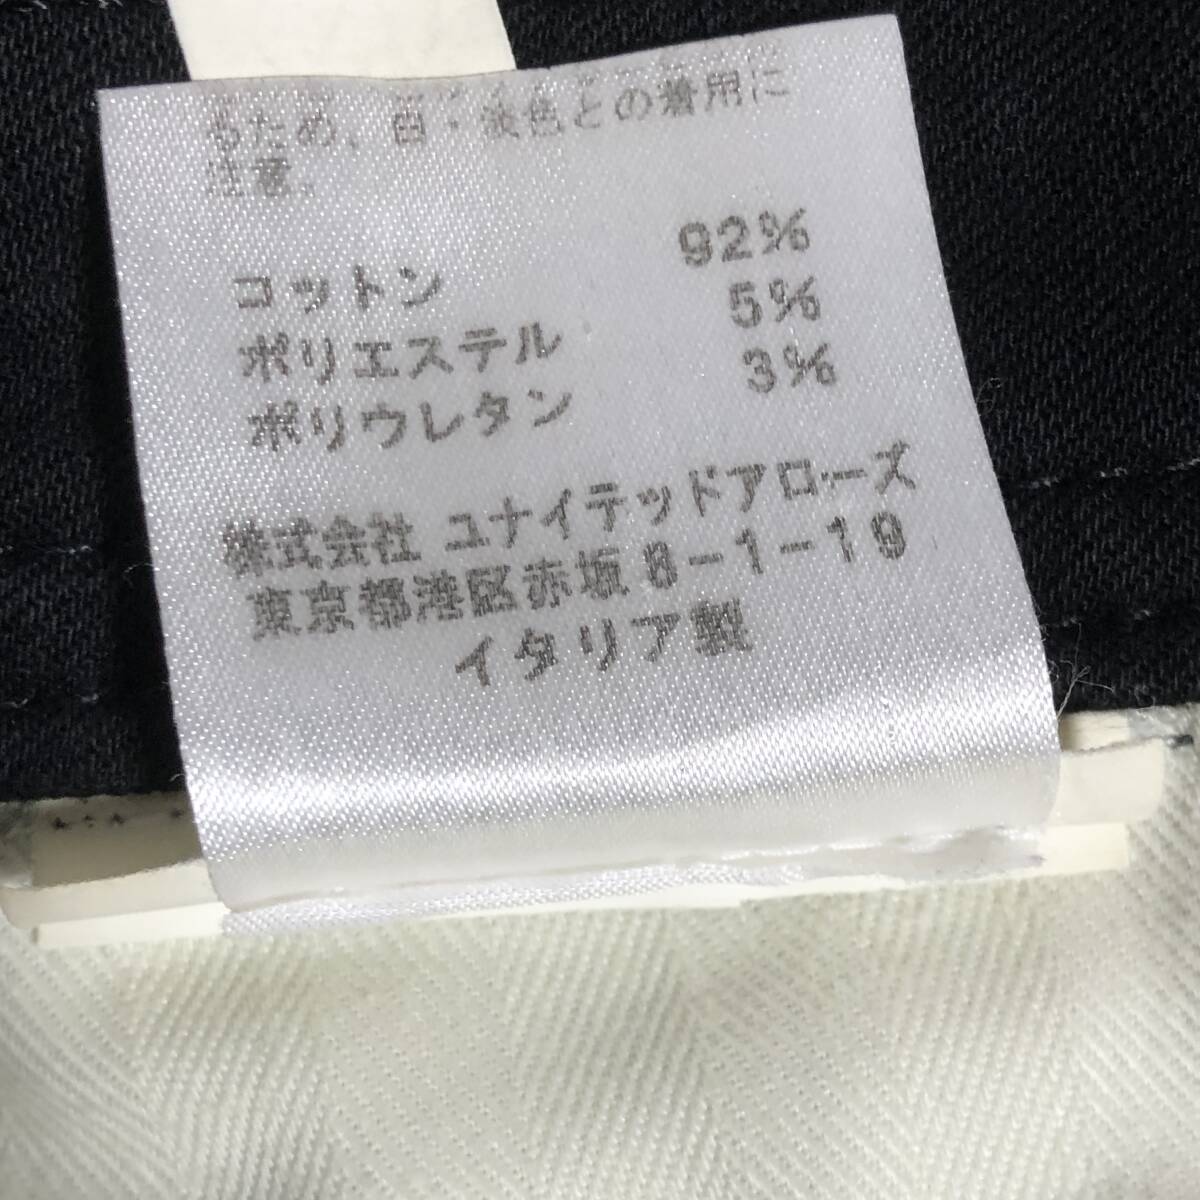 るため、白・淡色との着用に
注意。
コットン 92%
ポリエステル 5%
ポリウレタン 3%
株式会社 ユナイテッドアローズ
東京都港区赤坂8-1-19
イタリア製